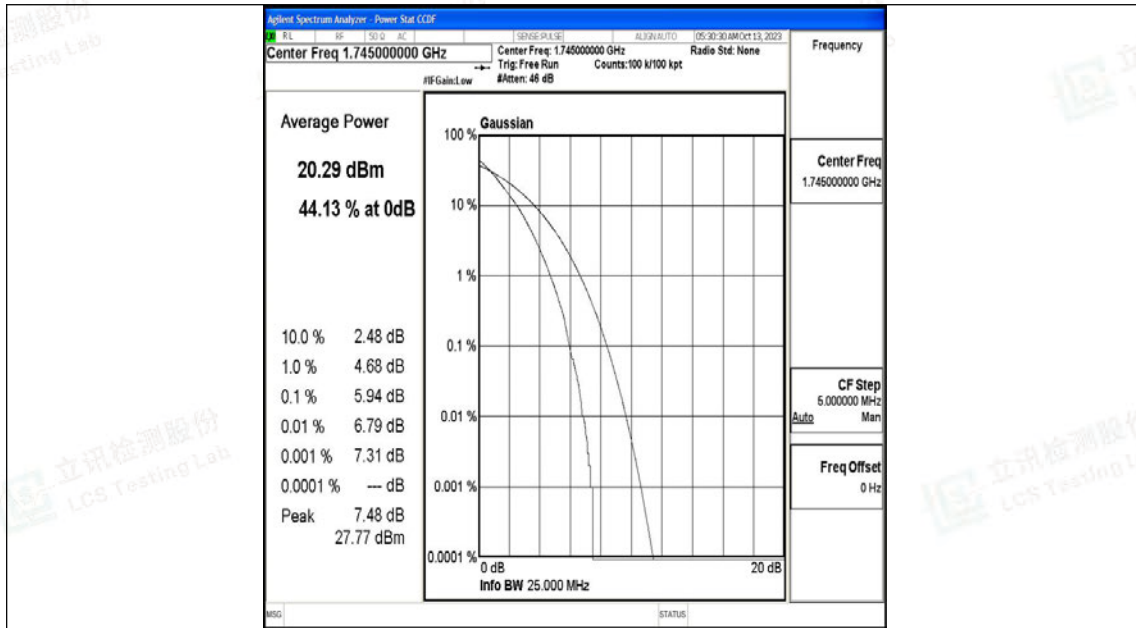 Agilent Spectrum Analyzer - Power Stat CCDF
RL RF 50 Ω AC SENSE:PULSE ALIGNAUTO 05:30:30 AM Oct 13, 2023
Center Freq 1.745000000 GHz
Center Freq: 1.745000000 GHz Radio Std: None
Trig: Free Run Counts:100 k/100 kpt
#IFGain:Low #Atten: 46 dB
Frequency
Average Power
20.29 dBm
44.13 % at 0dB
10.0 % 2.48 dB
1.0 % 4.68 dB
0.1 % 5.94 dB
0.01 % 6.79 dB
0.001 % 7.31 dB
0.0001 % --- dB
Peak 7.48 dB
27.77 dBm
Gaussian
100 %
10 %
1 %
0.1 %
0.01 %
0.001 %
0.0001 %
0 dB 20 dB
Info BW 25.000 MHz
Center Freq
1.745000000 GHz
CF Step
5.000000 MHz
Auto Man
Freq Offset
0 Hz
MSG STATUS
立讯检测股份
LCS Testing Lab